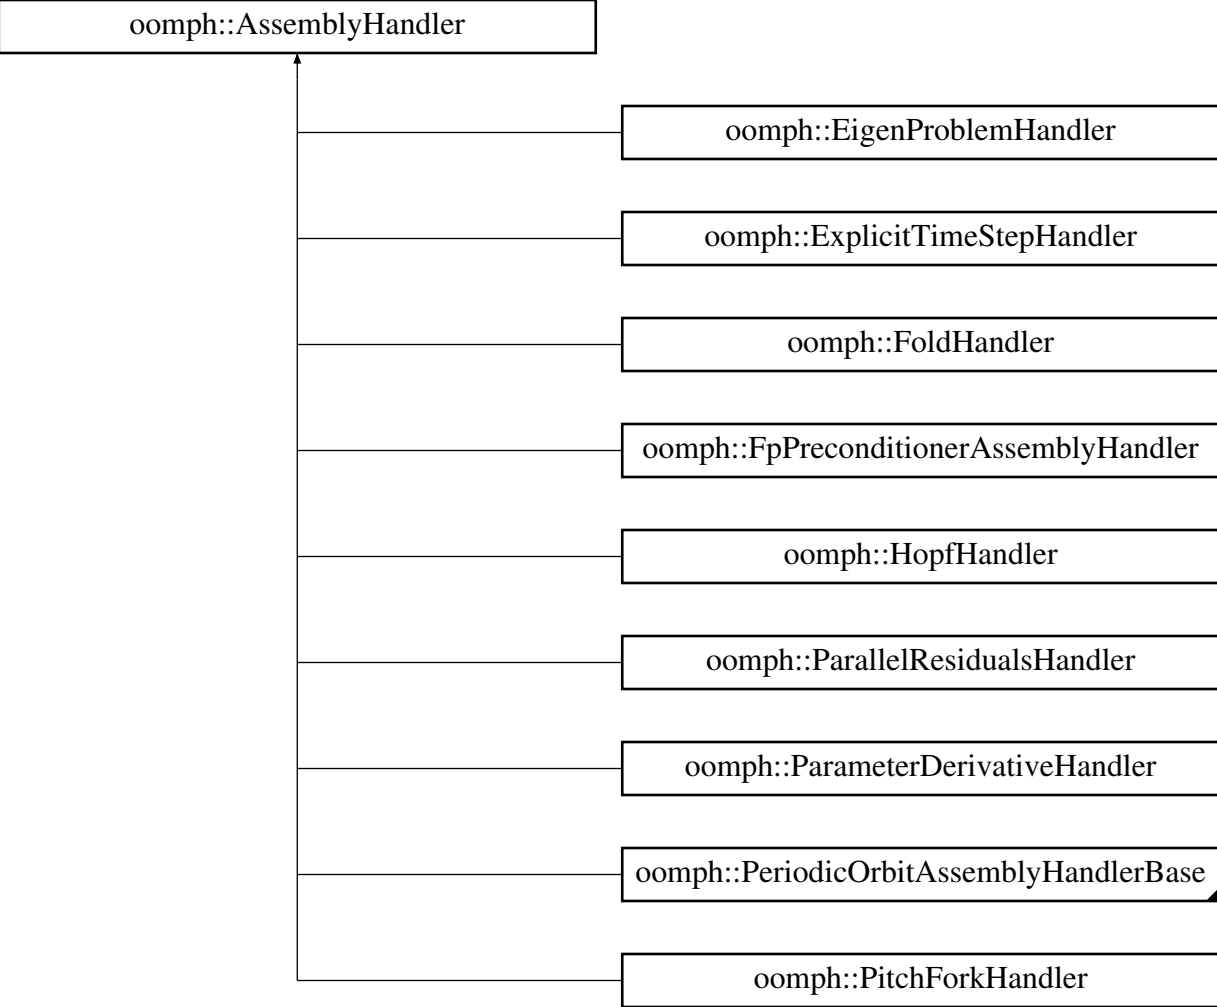 oomph::AssemblyHandler
oomph::EigenProblemHandler
oomph::ExplicitTimeStepHandler
oomph::FoldHandler
oomph::FpPreconditionerAssemblyHandler
oomph::HopfHandler
oomph::ParallelResidualsHandler
oomph::ParameterDerivativeHandler
oomph::PeriodicOrbitAssemblyHandlerBase
oomph::PitchForkHandler